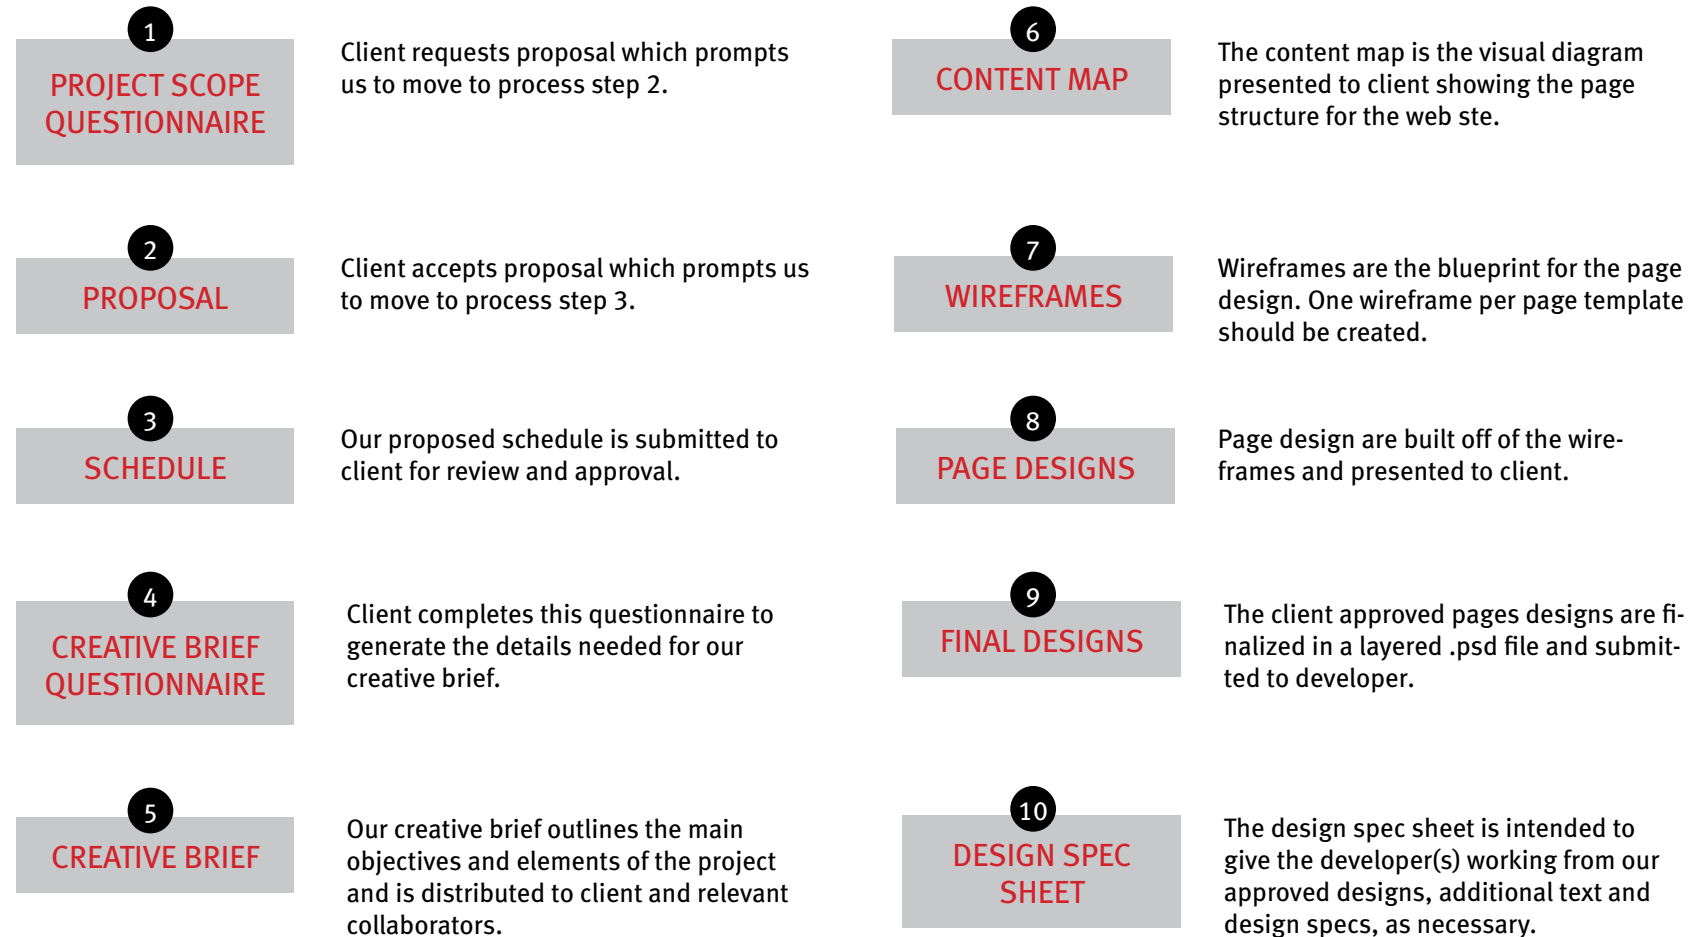 1
PROJECT SCOPE
QUESTIONNAIRE
Client requests proposal which prompts
us to move to process step 2.
2
PROPOSAL
Client accepts proposal which prompts us
to move to process step 3.
3
SCHEDULE
Our proposed schedule is submitted to
client for review and approval.
4
CREATIVE BRIEF
QUESTIONNAIRE
Client completes this questionnaire to
generate the details needed for our
creative brief.
5
CREATIVE BRIEF
Our creative brief outlines the main
objectives and elements of the project
and is distributed to client and relevant
collaborators.
6
CONTENT MAP
The content map is the visual diagram
presented to client showing the page
structure for the web ste.
7
WIREFRAMES
Wireframes are the blueprint for the page
design. One wireframe per page template
should be created.
8
PAGE DESIGNS
Page design are built off of the wire-
frames and presented to client.
9
FINAL DESIGNS
The client approved pages designs are fi-
nalized in a layered .psd file and submit-
ted to developer.
10
DESIGN SPEC
SHEET
The design spec sheet is intended to
give the developer(s) working from our
approved designs, additional text and
design specs, as necessary.